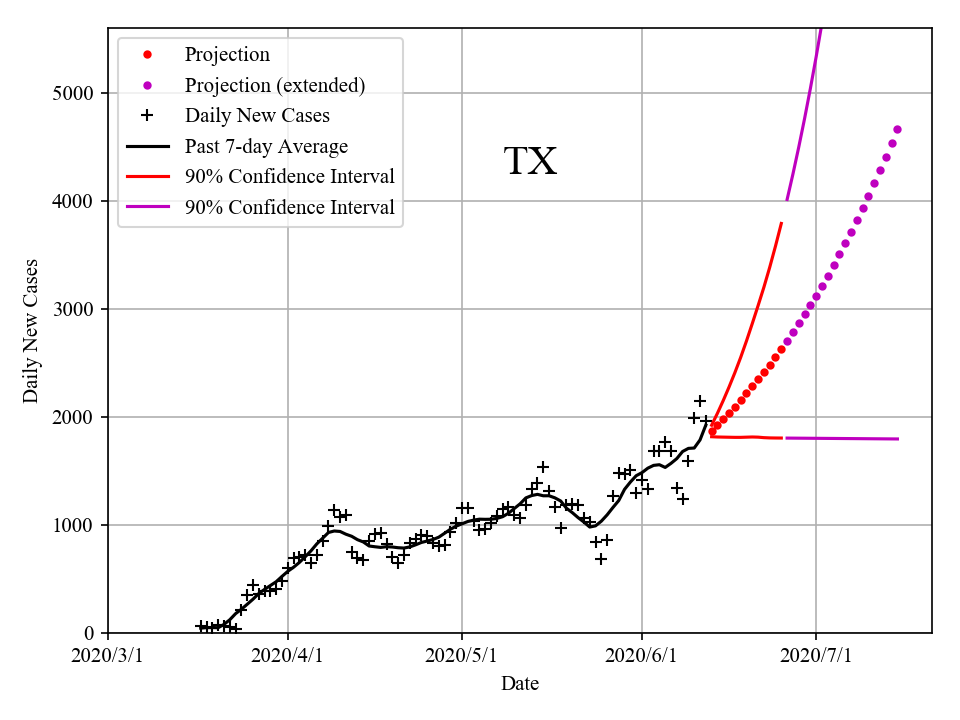 Projection
Projection (extended)
Daily New Cases
Past 7-day Average
90% Confidence Interval
90% Confidence Interval
TX
5000
4000
3000
2000
1000
0
Daily New Cases
2020/3/1 2020/4/1 2020/5/1 2020/6/1 2020/7/1
Date